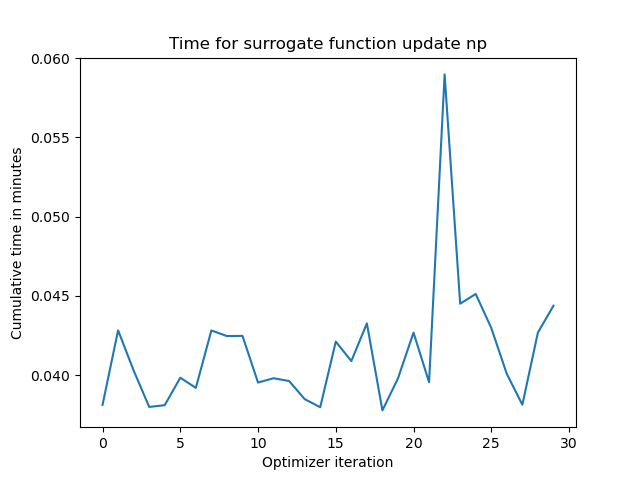 Time for surrogate function update np
Cumulative time in minutes
0.060
0.055
0.050
0.045
0.040
0 5 10 15 20 25 30
Optimizer iteration